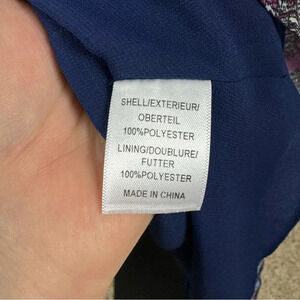 SHELL/EXTERIEUR/
OBERTEIL
100%POLYESTER
LINING/DOUBLURE/
FUTTER
100%POLYESTER
MADE IN CHINA